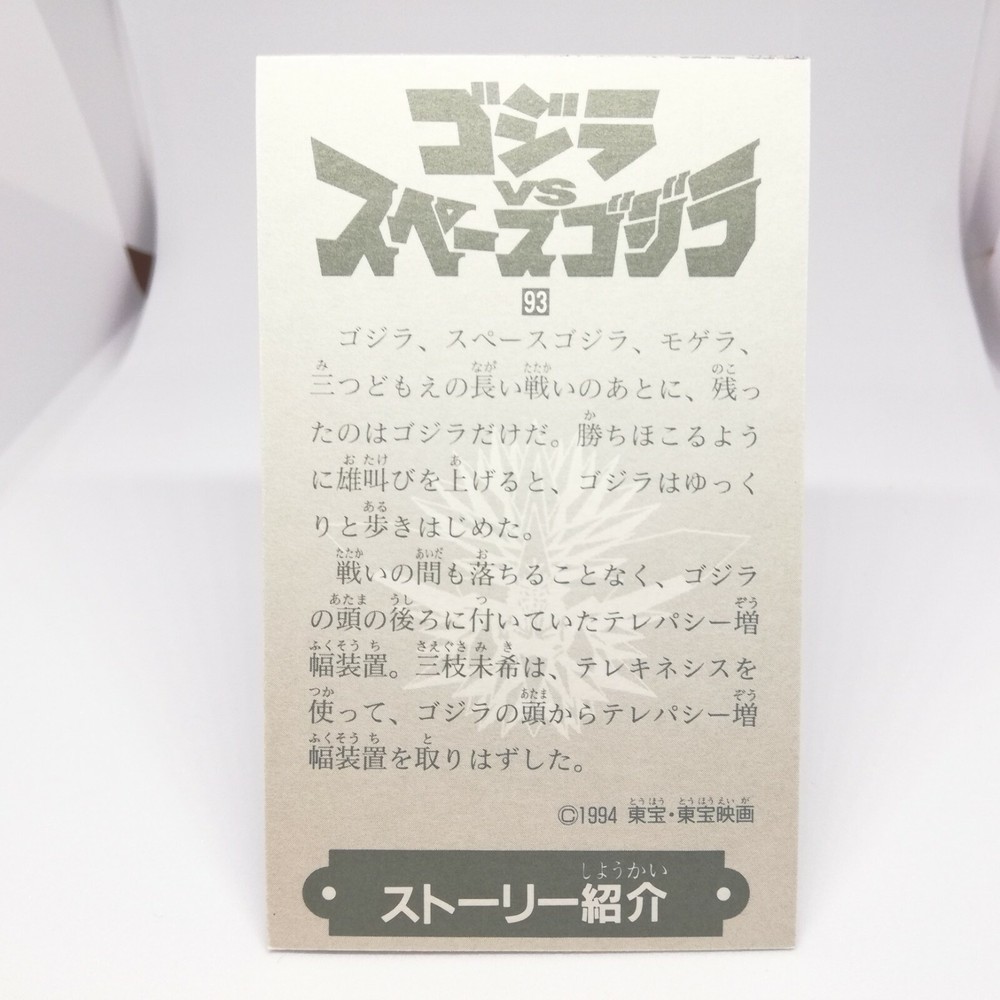 ゴジラ
VS
スペースゴジラ
93
ゴジラ、スペースゴジラ、モゲラ、
三つどもえの長い戦いのあとに、残っ
たのはゴジラだけだ。勝ちほこるよう
に雄叫びを上げると、ゴジラはゆっく
りと歩きはじめた。
戦いの間も落ちることなく、ゴジラ
の頭の後ろに付いていたテレパシー増
幅装置。三枝未希は、テレキネシスを
使って、ゴジラの頭からテレパシー増
幅装置を取りはずした。
©1994 東宝・東宝映画
ストーリー紹介